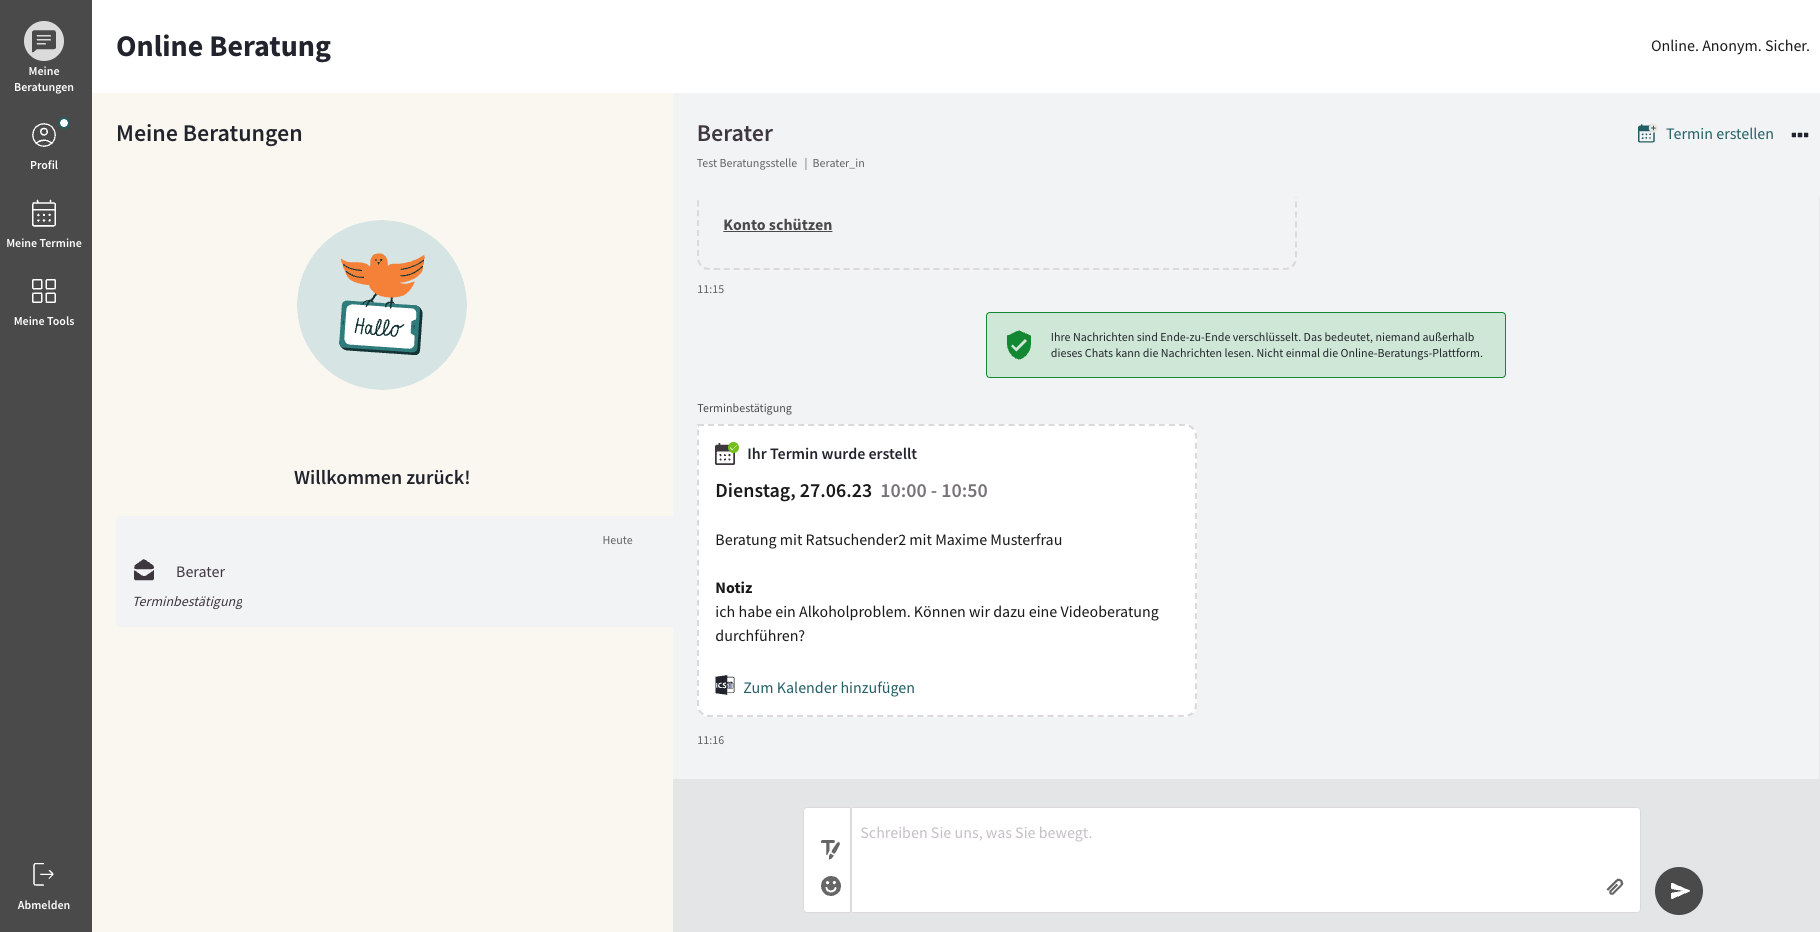 Meine
Beratungen
Profil
Meine Termine
Meine Tools
Abmelden
Online Beratung
Online. Anonym. Sicher.
Meine Beratungen
Hallo
Willkommen zurück!
Heute
Berater
Terminbestätigung
Berater
Test Beratungsstelle | Berater_in
Termin erstellen
Konto schützen
11:15
Ihre Nachrichten sind Ende-zu-Ende verschlüsselt. Das bedeutet, niemand außerhalb
dieses Chats kann die Nachrichten lesen. Nicht einmal die Online-Beratungs-Plattform.
Terminbestätigung
Ihr Termin wurde erstellt
Dienstag, 27.06.23 10:00 - 10:50
Beratung mit Ratsuchender2 mit Maxime Musterfrau
Notiz
ich habe ein Alkoholproblem. Können wir dazu eine Videoberatung
durchführen?
ICS
Zum Kalender hinzufügen
11:16
Schreiben Sie uns, was Sie bewegt.